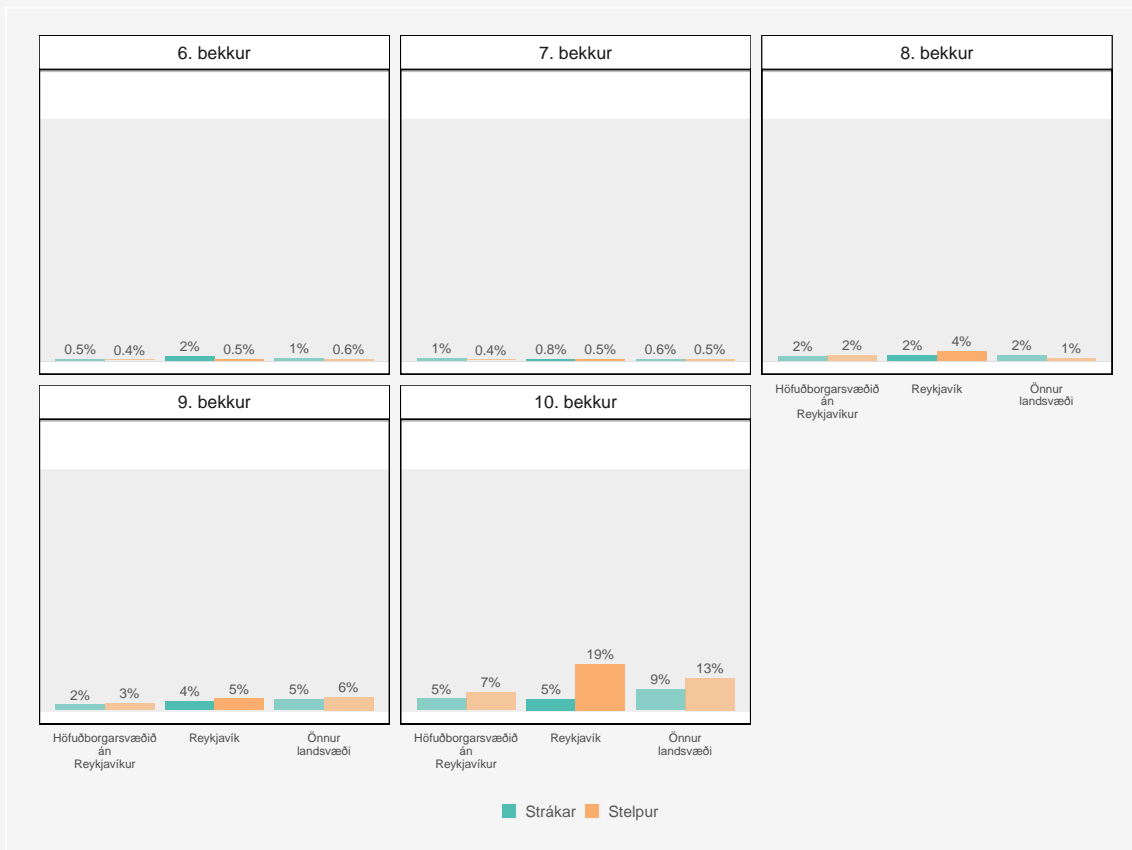 6. bekkur
7. bekkur
8. bekkur
0.5% 0.4% 2% 0.5% 1% 0.6%
1% 0.4% 0.8% 0.5% 0.6% 0.5%
2% 2% 2% 4% 2% 1%
Höfuðborgarsvæðið
án
Reykjavíkur
Reykjavík
Önnur
landsvæði
9. bekkur
10. bekkur
2% 3% 4% 5% 5% 6%
5% 7% 5% 19% 9% 13%
Höfuðborgarsvæðið
án
Reykjavíkur
Reykjavík
Önnur
landsvæði
Höfuðborgarsvæðið
án
Reykjavíkur
Reykjavík
Önnur
landsvæði
Strákar Stelpur